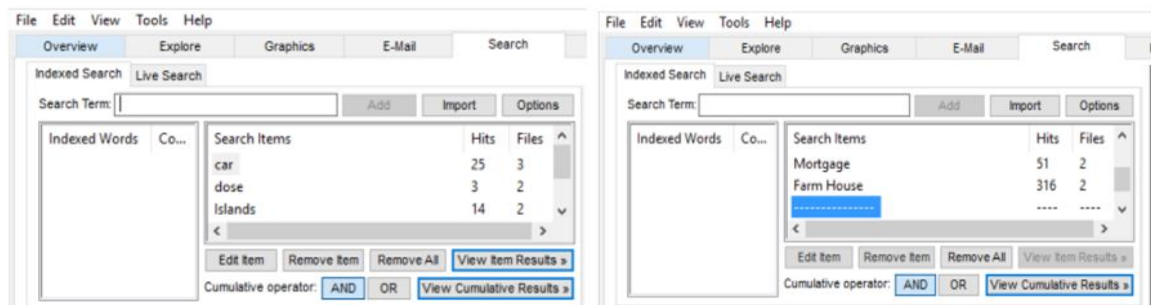 File Edit View Tools Help
Overview Explore Graphics E-Mail Search
Indexed Search Live Search
Search Term: Add Import Options
Indexed Words Co... Search Items Hits Files
car 25 3
dose 3 2
Islands 14 2
Edit Item Remove Item Remove All View Item Results »
Cumulative operator: AND OR View Cumulative Results »
File Edit View Tools Help
Overview Explore Graphics E-Mail Search
Indexed Search Live Search
Search Term: Add Import Options
Indexed Words Co... Search Items Hits Files
Mortgage 51 2
Farm House 316 2
--------------- ---- ----
Edit Item Remove Item Remove All View Item Results »
Cumulative operator: AND OR View Cumulative Results »